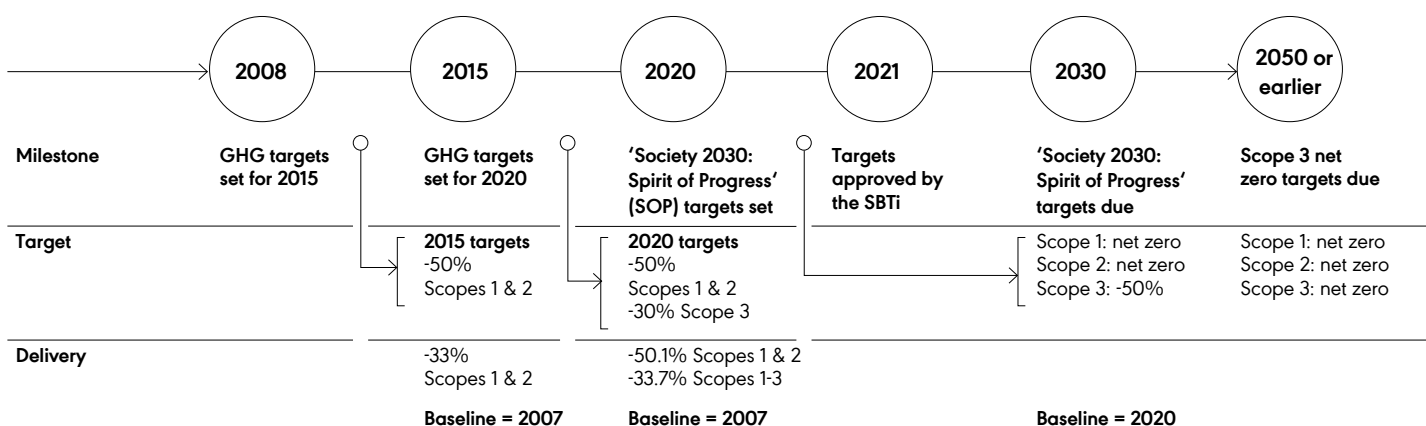 2008
2015
2020
2021
2030
2050 or
earlier
Milestone
GHG targets
set for 2015
GHG targets
set for 2020
‘Society 2030:
Spirit of Progress‘
(SOP) targets set
Targets
approved by
the SBTi
‘Society 2030:
Spirit of Progress‘
targets due
Scope 3 net
zero targets due
Target
2015 targets
-50%
Scopes 1 & 2
2020 targets
-50%
Scopes 1 & 2
-30% Scope 3
Scope 1: net zero
Scope 2: net zero
Scope 3: -50%
Scope 1: net zero
Scope 2: net zero
Scope 3: net zero
Delivery
-33%
Scopes 1 & 2
-50.1% Scopes 1 & 2
-33.7% Scopes 1-3
Baseline = 2007
Baseline = 2007
Baseline = 2020